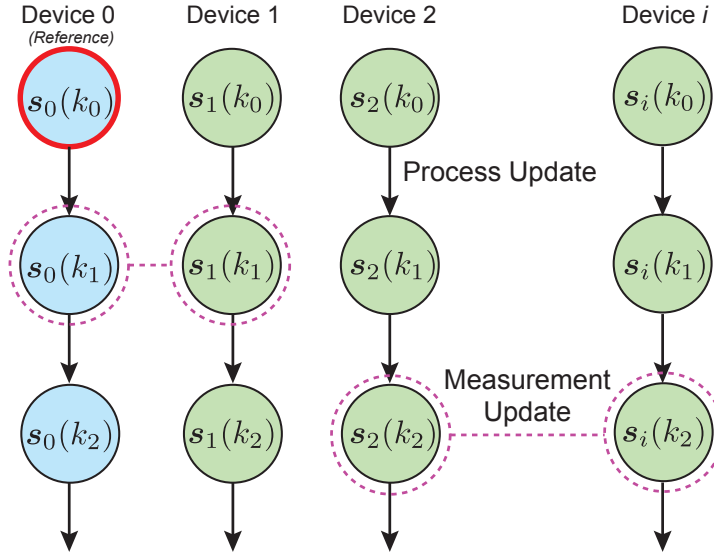 Device 0
(Reference)
Device 1
Device 2
Device i
s₀(k₀)
s₁(k₀)
s₂(k₀)
sᵢ(k₀)
Process Update
s₀(k₁)
s₁(k₁)
s₂(k₁)
sᵢ(k₁)
Measurement
Update
s₀(k₂)
s₁(k₂)
s₂(k₂)
sᵢ(k₂)